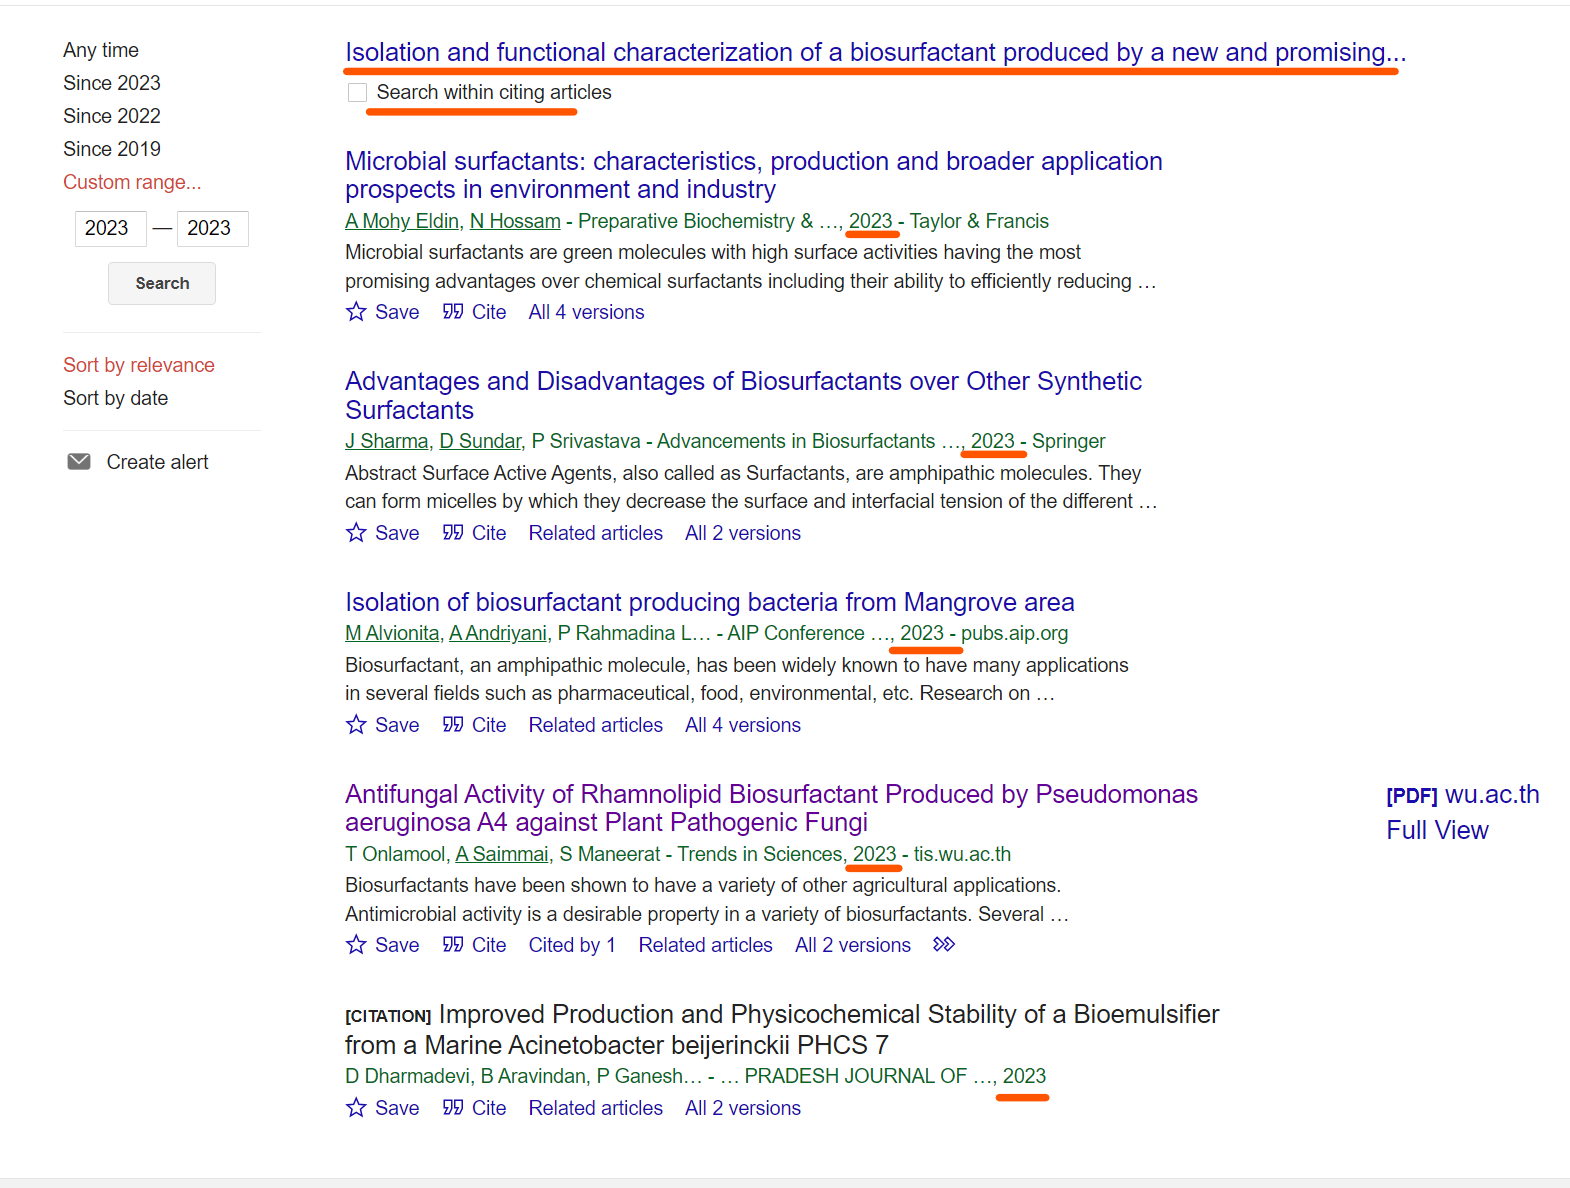 Any time
Since 2023
Since 2022
Since 2019
Custom range...
2023 — 2023
Search
Sort by relevance
Sort by date
Create alert
Isolation and functional characterization of a biosurfactant produced by a new and promising...
Search within citing articles
Microbial surfactants: characteristics, production and broader application
prospects in environment and industry
A Mohy Eldin, N Hossam - Preparative Biochemistry & …, 2023 - Taylor & Francis
Microbial surfactants are green molecules with high surface activities having the most
promising advantages over chemical surfactants including their ability to efficiently reducing …
Save Cite All 4 versions
Advantages and Disadvantages of Biosurfactants over Other Synthetic
Surfactants
J Sharma, D Sundar, P Srivastava - Advancements in Biosurfactants …, 2023 - Springer
Abstract Surface Active Agents, also called as Surfactants, are amphipathic molecules. They
can form micelles by which they decrease the surface and interfacial tension of the different …
Save Cite Related articles All 2 versions
Isolation of biosurfactant producing bacteria from Mangrove area
M Alvionita, A Andriyani, P Rahmadina L… - AIP Conference …, 2023 - pubs.aip.org
Biosurfactant, an amphipathic molecule, has been widely known to have many applications
in several fields such as pharmaceutical, food, environmental, etc. Research on …
Save Cite Related articles All 4 versions
Antifungal Activity of Rhamnolipid Biosurfactant Produced by Pseudomonas
aeruginosa A4 against Plant Pathogenic Fungi
T Onlamool, A Saimmai, S Maneerat - Trends in Sciences, 2023 - tis.wu.ac.th
Biosurfactants have been shown to have a variety of other agricultural applications.
Antimicrobial activity is a desirable property in a variety of biosurfactants. Several …
Save Cite Cited by 1 Related articles All 2 versions
[PDF] wu.ac.th
Full View
[CITATION] Improved Production and Physicochemical Stability of a Bioemulsifier
from a Marine Acinetobacter beijerinckii PHCS 7
D Dharmadevi, B Aravindan, P Ganesh… - … PRADESH JOURNAL OF …, 2023
Save Cite Related articles All 2 versions